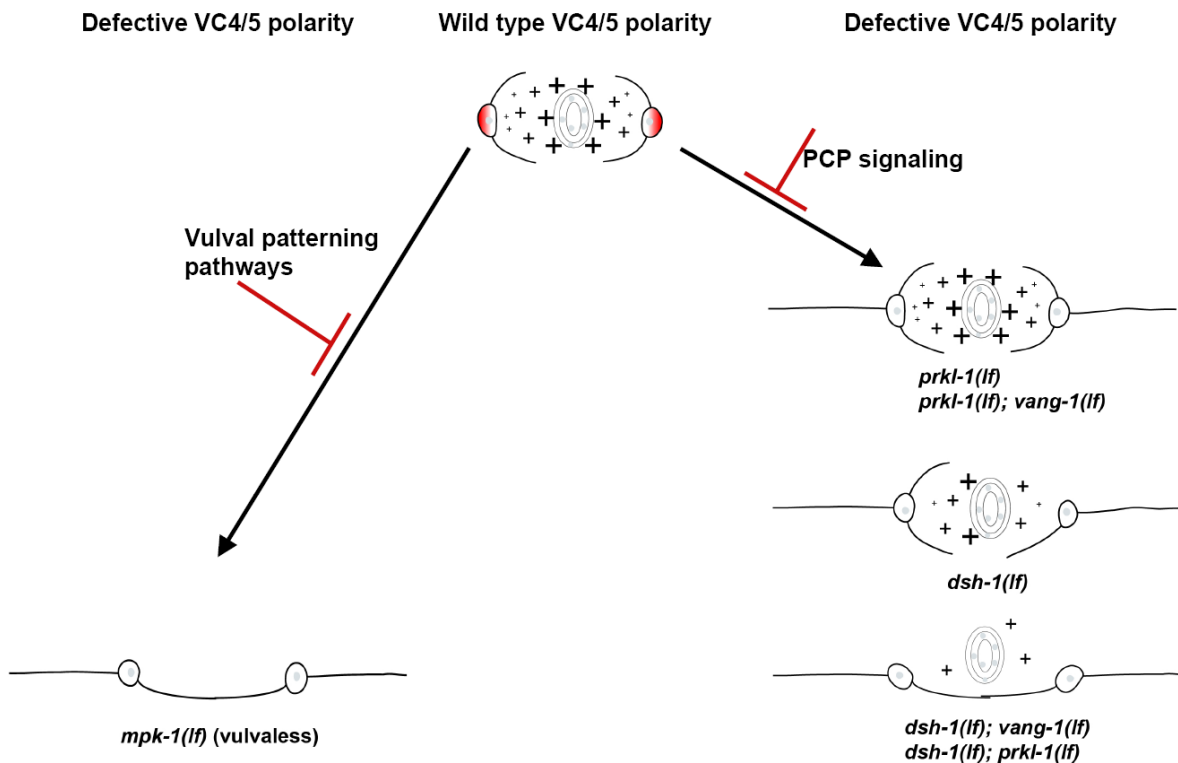 Defective VC4/5 polarity
Wild type VC4/5 polarity
Defective VC4/5 polarity
PCP signaling
Vulval patterning
pathways
prkl-1(lf)
prkl-1(lf); vang-1(lf)
dsh-1(lf)
mpk-1(lf) (vulvaless)
dsh-1(lf); vang-1(lf)
dsh-1(lf); prkl-1(lf)